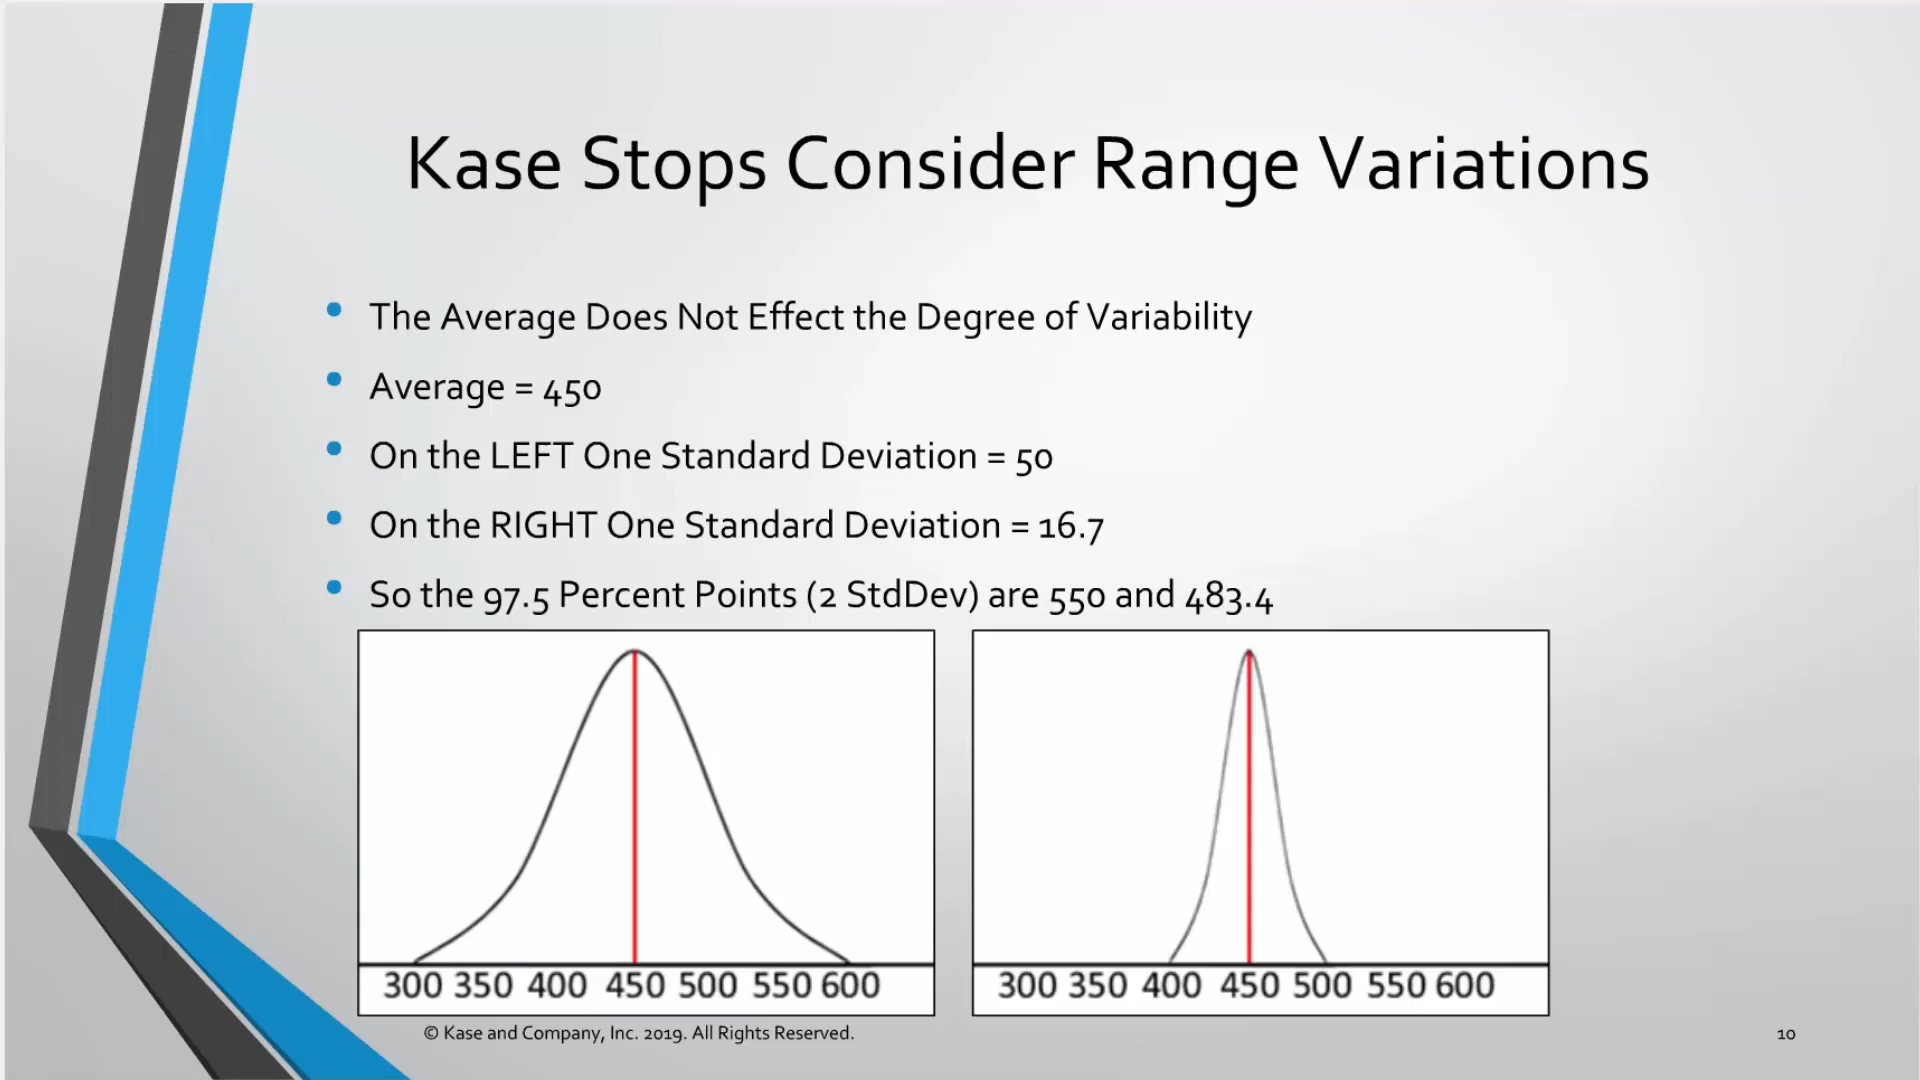 Kase Stops Consider Range Variations
The Average Does Not Effect the Degree of Variability
Average = 450
On the LEFT One Standard Deviation = 50
On the RIGHT One Standard Deviation = 16.7
So the 97.5 Percent Points (2 StdDev) are 550 and 483.4
300 350 400 450 500 550 600
300 350 400 450 500 550 600
© Kase and Company, Inc. 2019. All Rights Reserved.
10